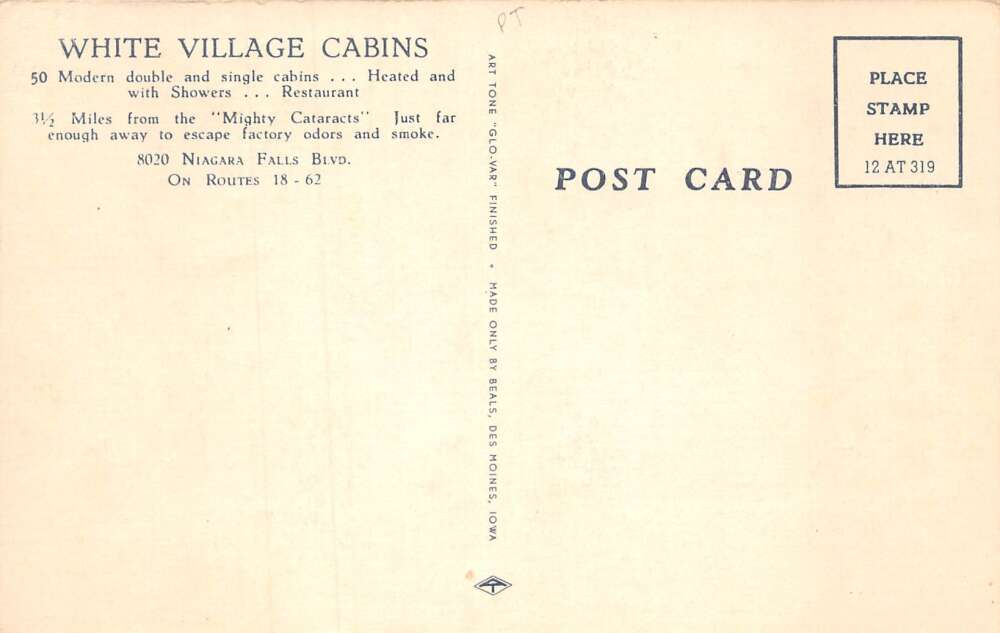 PT
WHITE VILLAGE CABINS
50 Modern double and single cabins ... Heated and
with Showers ... Restaurant
3½ Miles from the "Mighty Cataracts" Just far
enough away to escape factory odors and smoke.
8020 NIAGARA FALLS BLVD.
ON ROUTES 18 - 62
ART TONE "GLO-VAR" FINISHED • MADE ONLY BY BEALS, DES MOINES, IOWA
POST CARD
PLACE
STAMP
HERE
12 AT 319